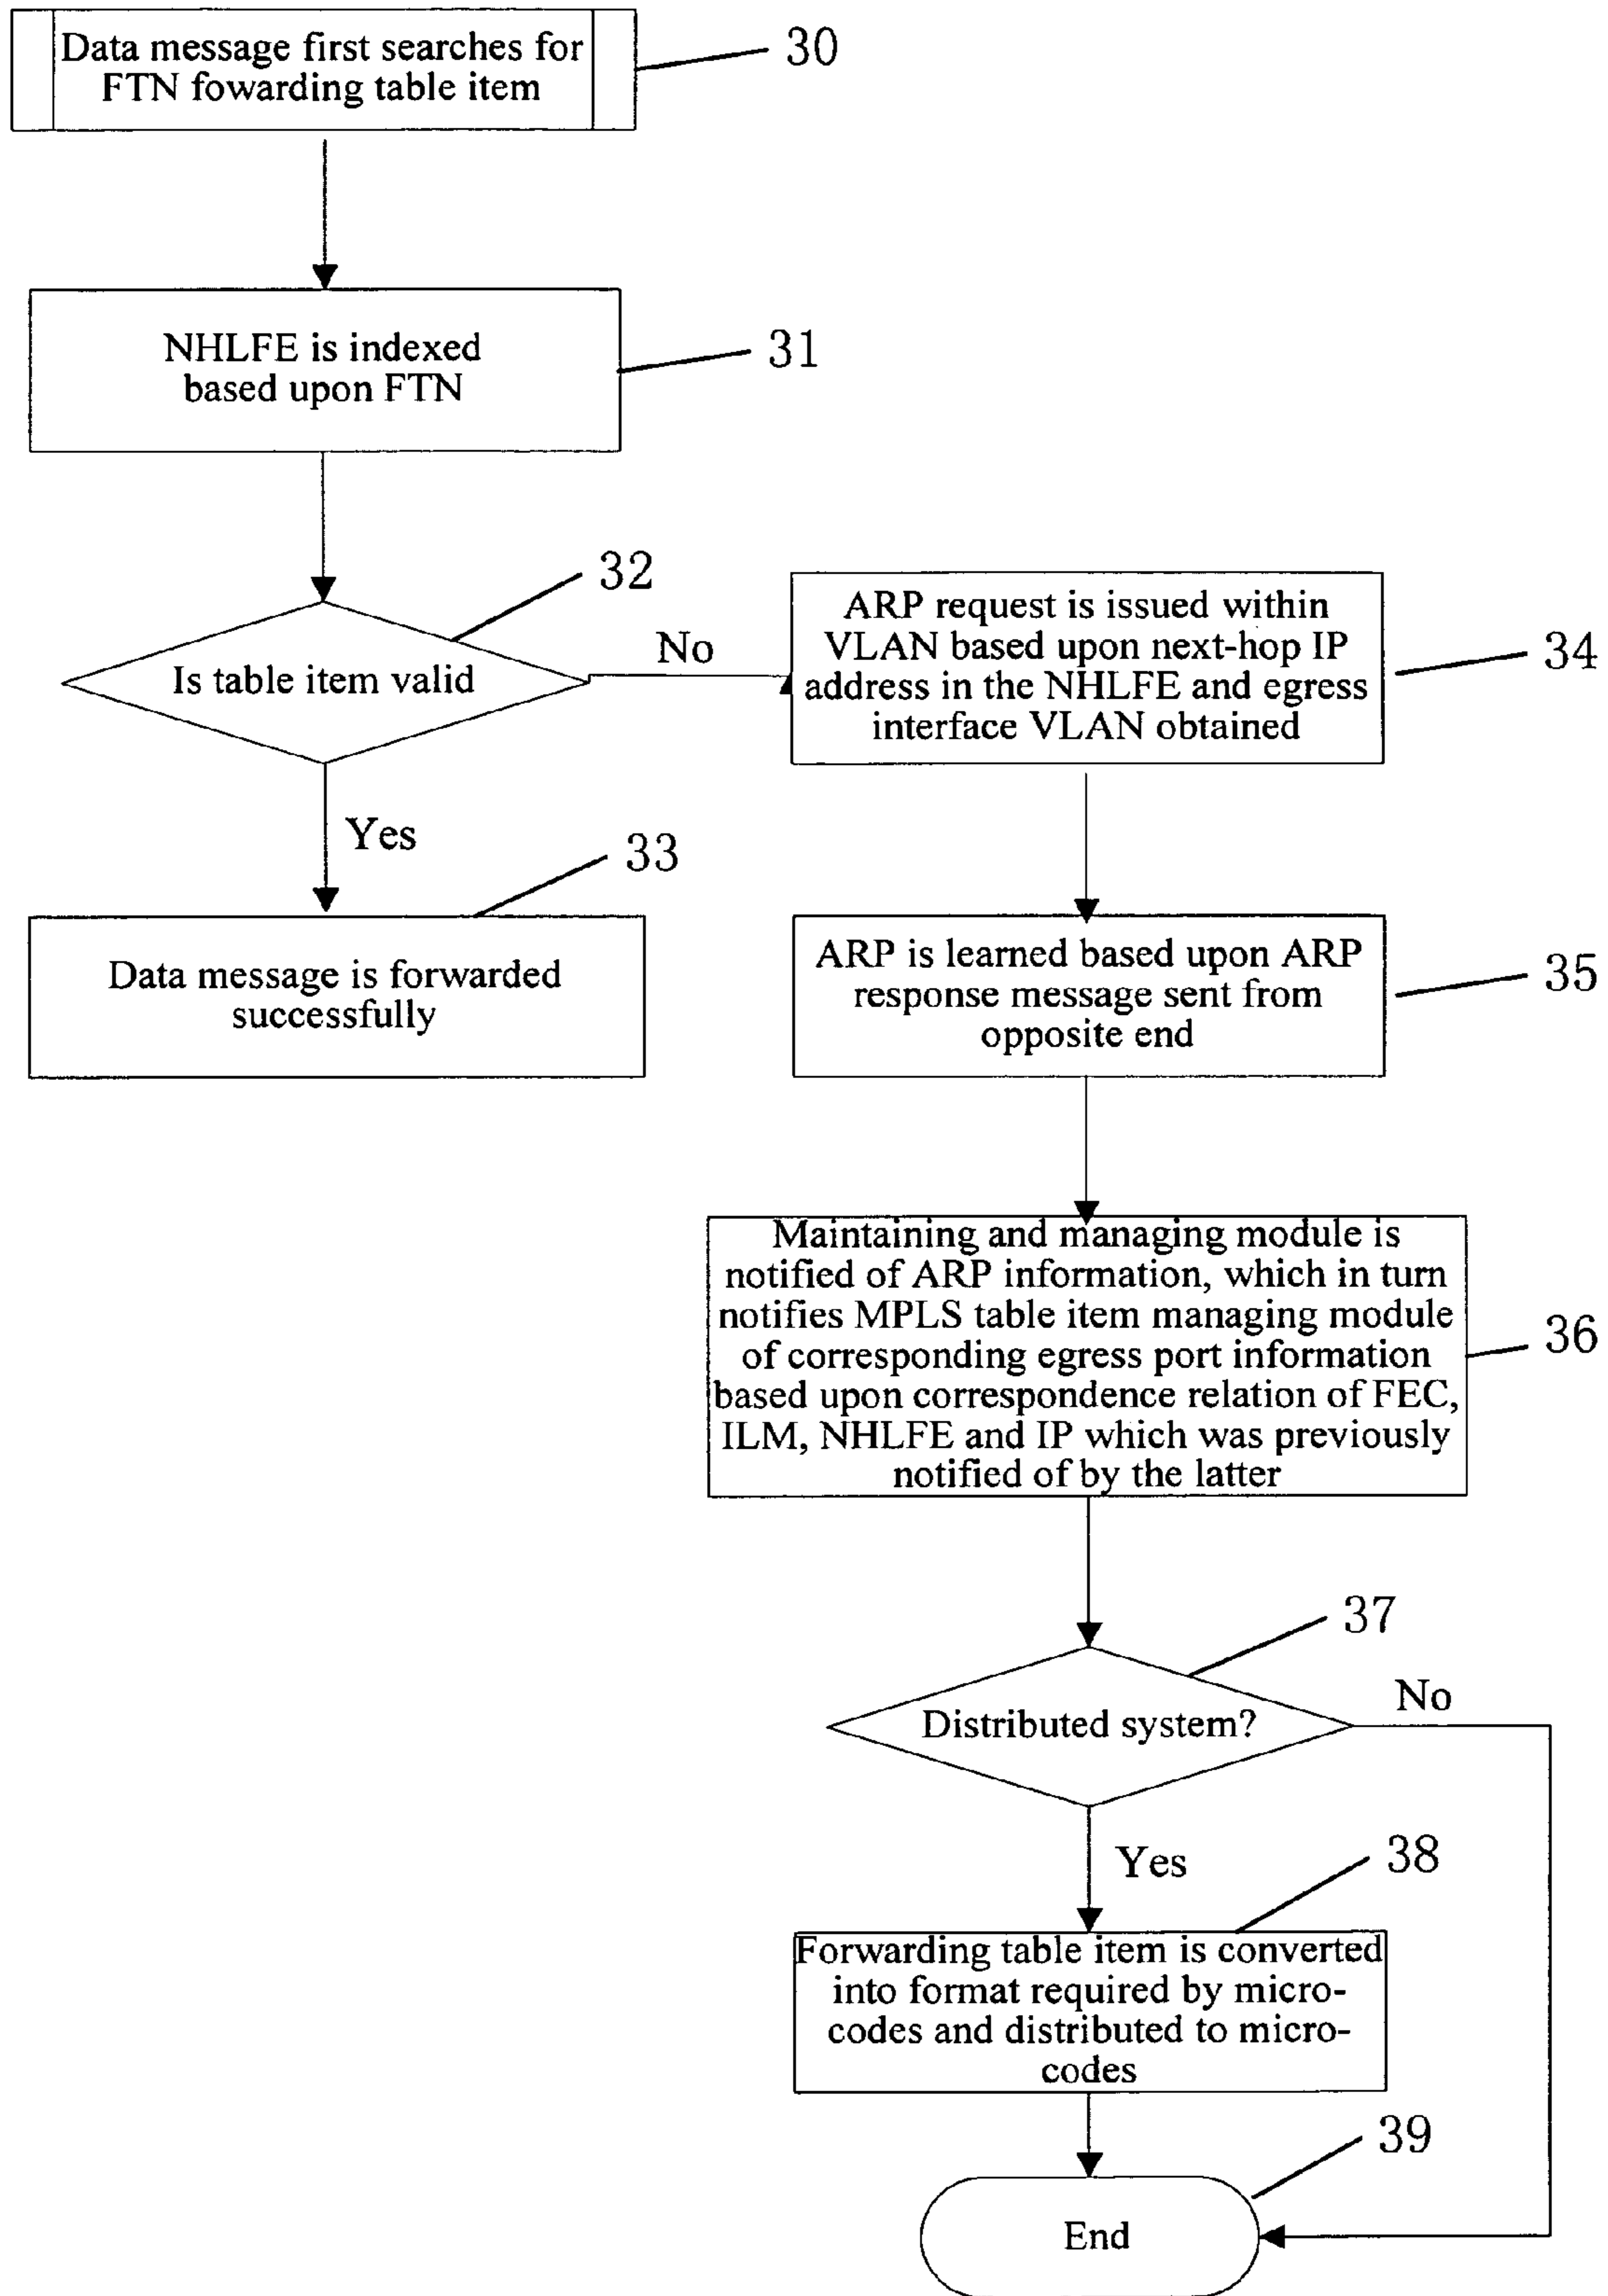 Data message first searches for
FTN fowarding table item
30
NHLFE is indexed
based upon FTN
31
32
Is table item valid
No
Yes
33
Data message is forwarded
successfully
ARP request is issued within
VLAN based upon next-hop IP
address in the NHLFE and egress
interface VLAN obtained
34
ARP is learned based upon ARP
response message sent from
opposite end
35
Maintaining and managing module is
notified of ARP information, which in turn
notifies MPLS table item managing module
of corresponding egress port information
based upon correspondence relation of FEC,
ILM, NHLFE and IP which was previously
notified of by the latter
36
37
Distributed system?
No
Yes
38
Forwarding table item is converted
into format required by micro-
codes and distributed to micro-
codes
39
End